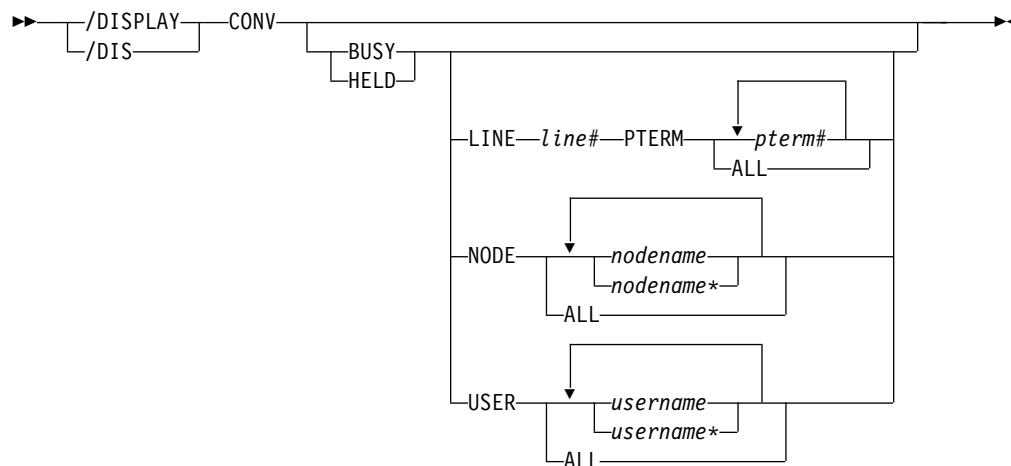 /DISPLAY CONV
/DIS
BUSY
HELD
LINE line# PTERM pterm#
ALL
NODE nodename
nodename*
ALL
USER username
username*
ALL